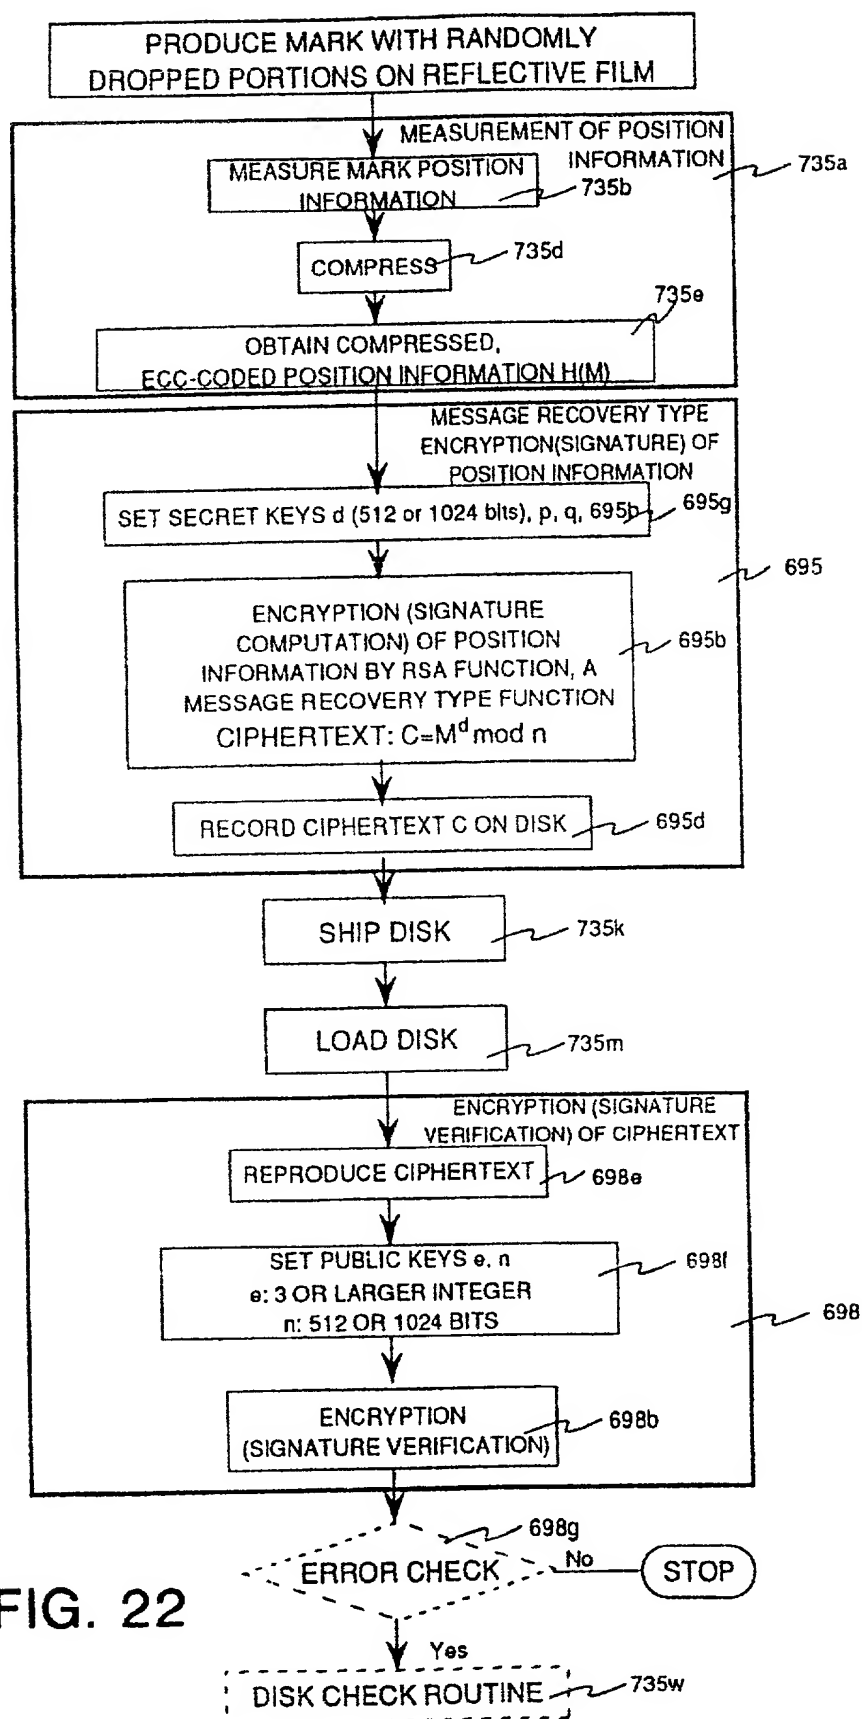 PRODUCE MARK WITH RANDOMLY
DROPPED PORTIONS ON REFLECTIVE FILM
MEASUREMENT OF POSITION
INFORMATION
735a
MEASURE MARK POSITION
INFORMATION
735b
COMPRESS
735d
735e
OBTAIN COMPRESSED,
ECC-CODED POSITION INFORMATION H(M)
MESSAGE RECOVERY TYPE
ENCRYPTION(SIGNATURE) OF
POSITION INFORMATION
SET SECRET KEYS d (512 or 1024 bits), p, q, 695b
695g
695
ENCRYPTION (SIGNATURE
COMPUTATION) OF POSITION
INFORMATION BY RSA FUNCTION, A
MESSAGE RECOVERY TYPE FUNCTION
CIPHERTEXT: C=M^d mod n
695b
RECORD CIPHERTEXT C ON DISK
695d
SHIP DISK
735k
LOAD DISK
735m
ENCRYPTION (SIGNATURE
VERIFICATION) OF CIPHERTEXT
REPRODUCE CIPHERTEXT
698e
SET PUBLIC KEYS e, n
e: 3 OR LARGER INTEGER
n: 512 OR 1024 BITS
698f
698
ENCRYPTION
(SIGNATURE VERIFICATION)
698b
698g
ERROR CHECK
No
STOP
FIG. 22
Yes
DISK CHECK ROUTINE
735w